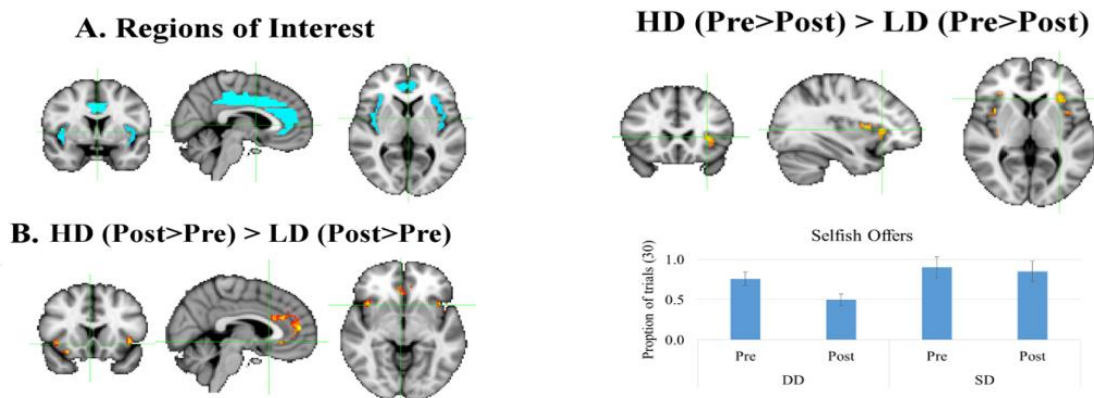 A. Regions of Interest
B. HD (Post>Pre) > LD (Post>Pre)
HD (Pre>Post) > LD (Pre>Post)
Selfish Offers
Proption of trials (30)
1.0
0.5
0.0
Pre
Post
Pre
Post
DD
SD